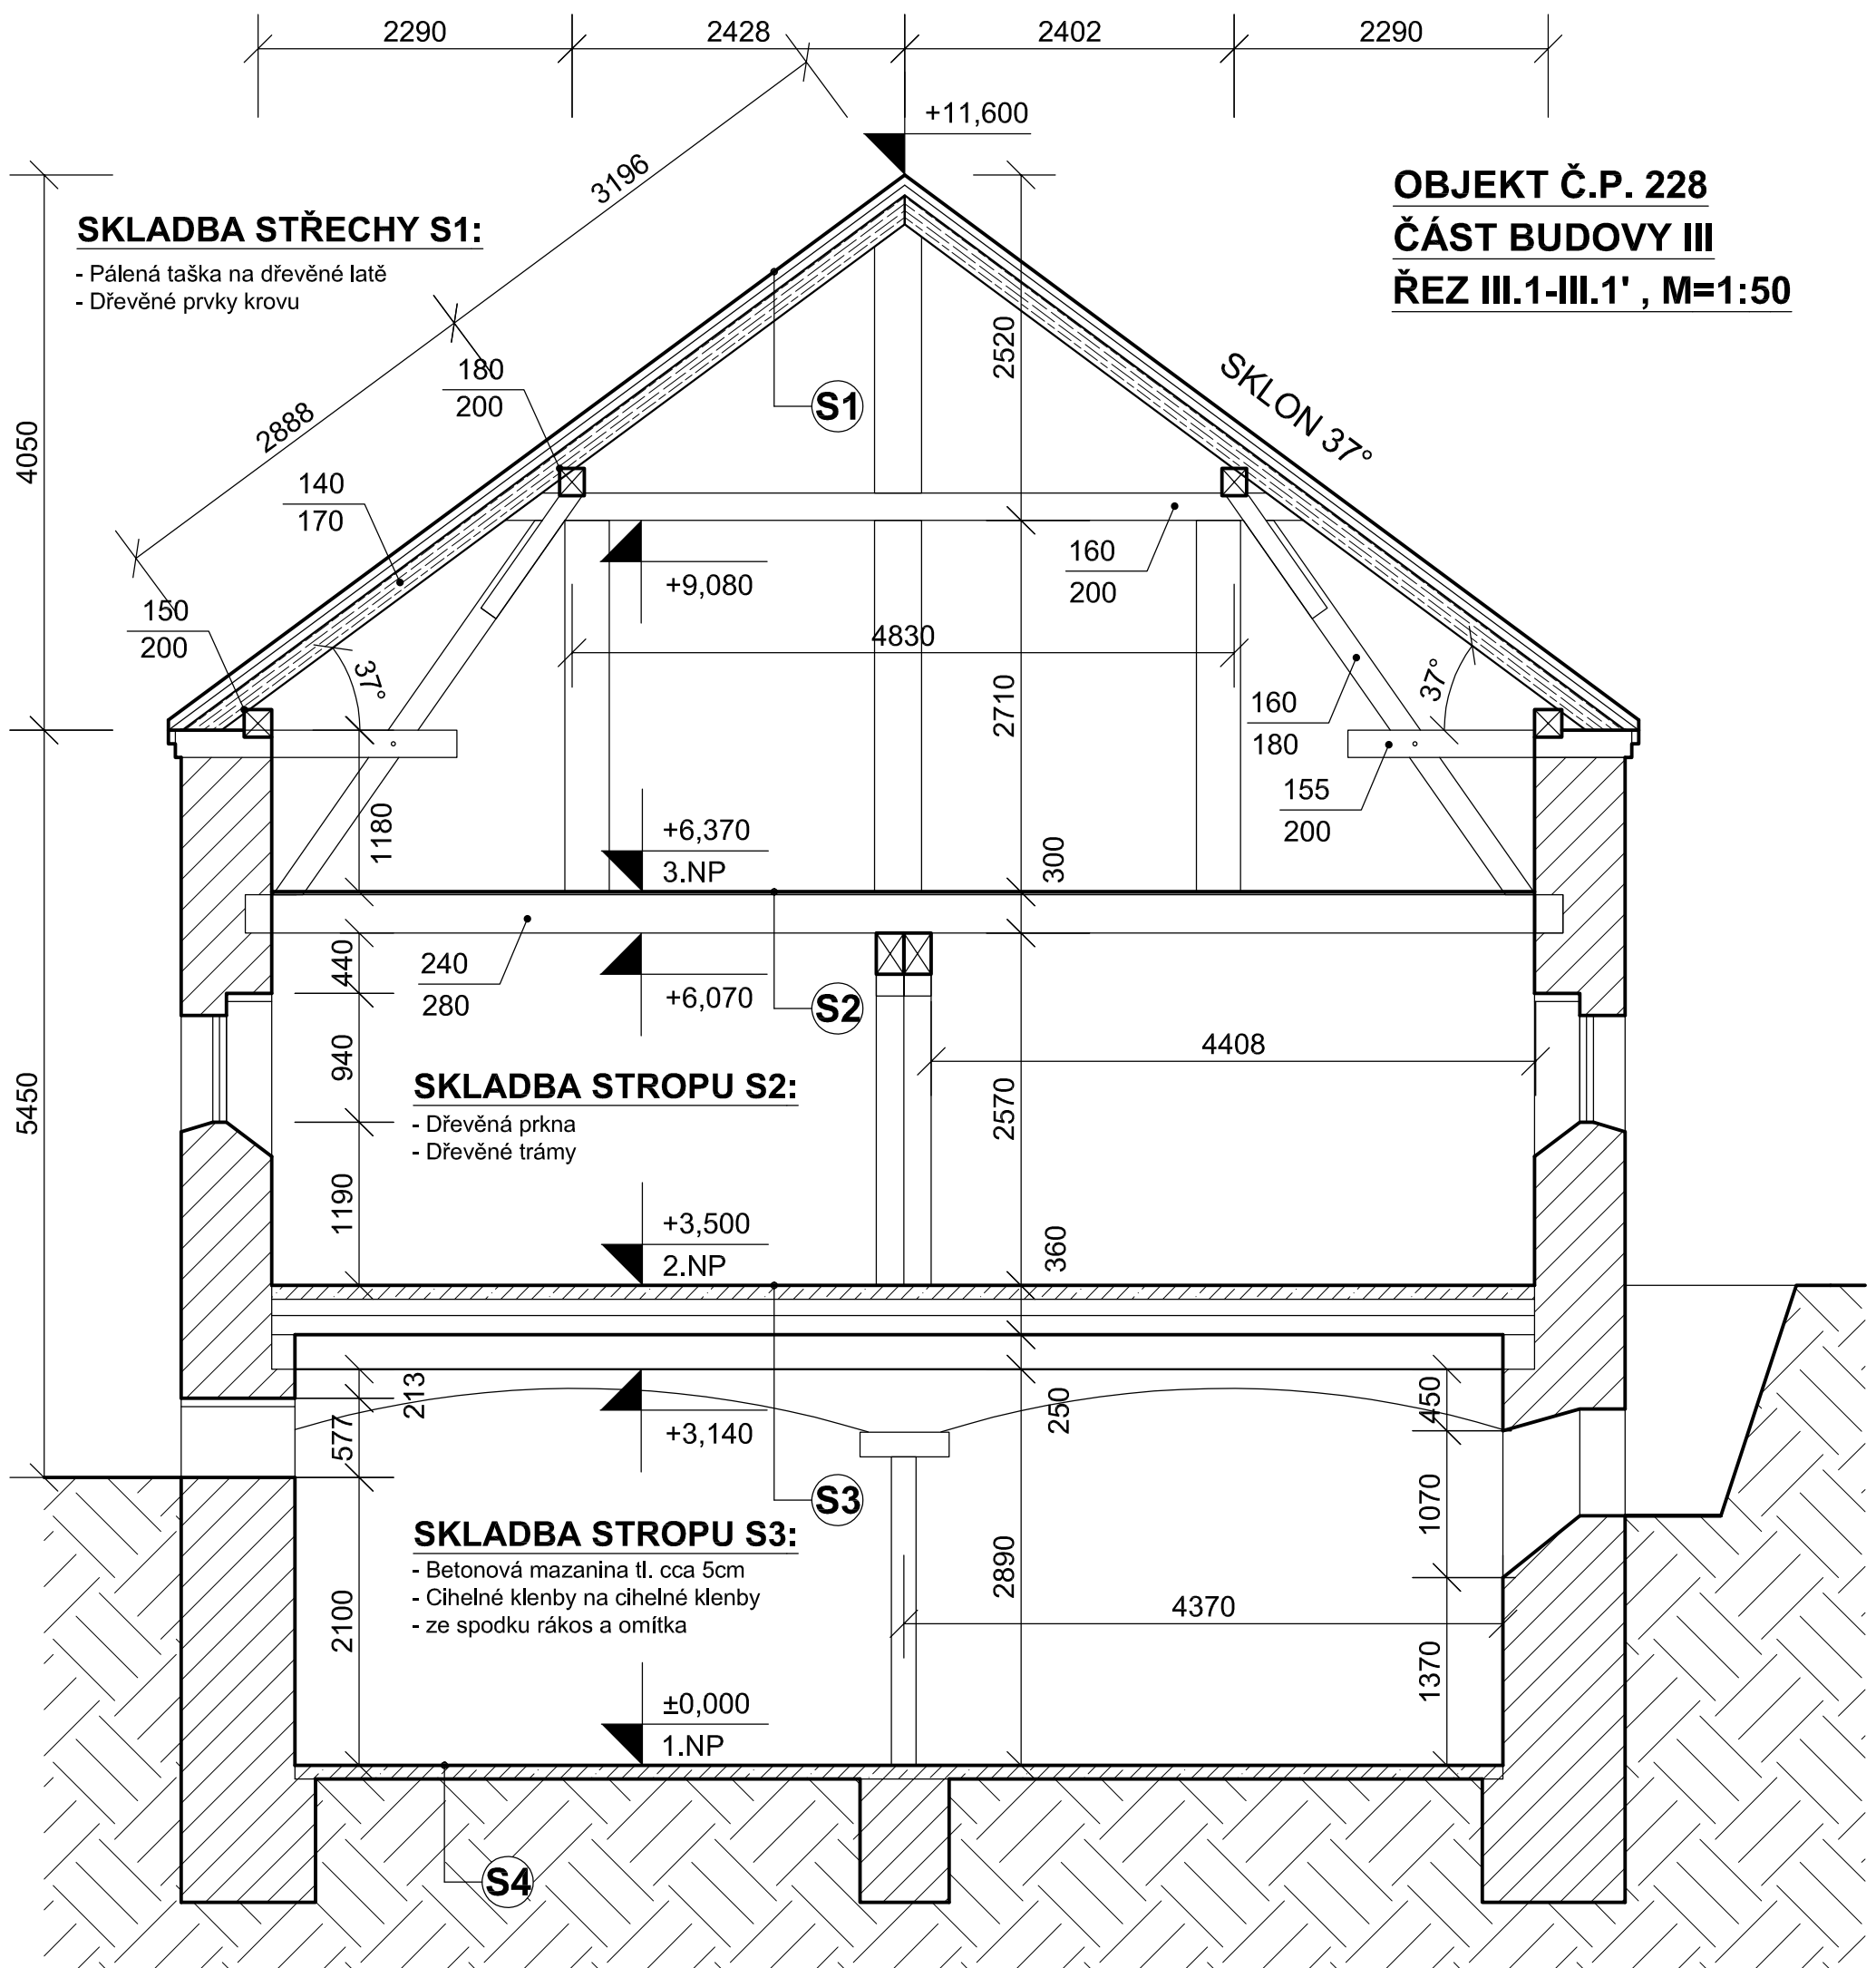 2290
2428
2402
2290
+11,600
OBJEKT Č.P. 228
ČÁST BUDOVY III
ŘEZ III.1-III.1' , M=1:50
3196
SKLADBA STŘECHY S1:
- Pálená taška na dřevěné latě
- Dřevěné prvky krovu
2520
180
200
S1
SKLON 37°
2888
4050
140
170
+9,080
160
200
150
200
4830
37°
37°
2710
160
180
155
200
1180
+6,370
3.NP
300
440
240
280
+6,070
S2
940
4408
SKLADBA STROPU S2:
- Dřevěná prkna
- Dřevěné trámy
5450
2570
1190
+3,500
2.NP
360
213
250
450
577
+3,140
S3
1070
SKLADBA STROPU S3:
- Betonová mazanina tl. cca 5cm
- Cihelné klenby na cihelné klenby
- ze spodku rákos a omítka
2890
2100
4370
1370
±0,000
1.NP
S4